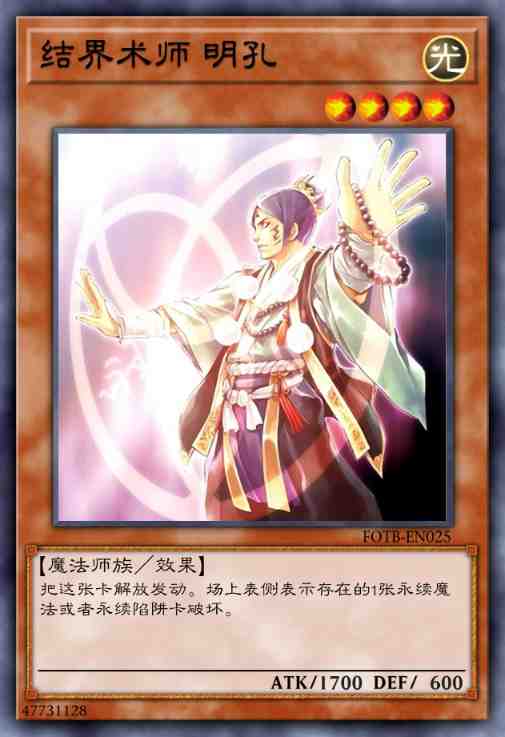 结界术师 明孔
光
FOTB-EN025
【魔法师族／效果】
把这张卡解放发动。场上表侧表示存在的1张永续魔
法或者永续陷阱卡破坏。
ATK/1700 DEF/ 600
47731128